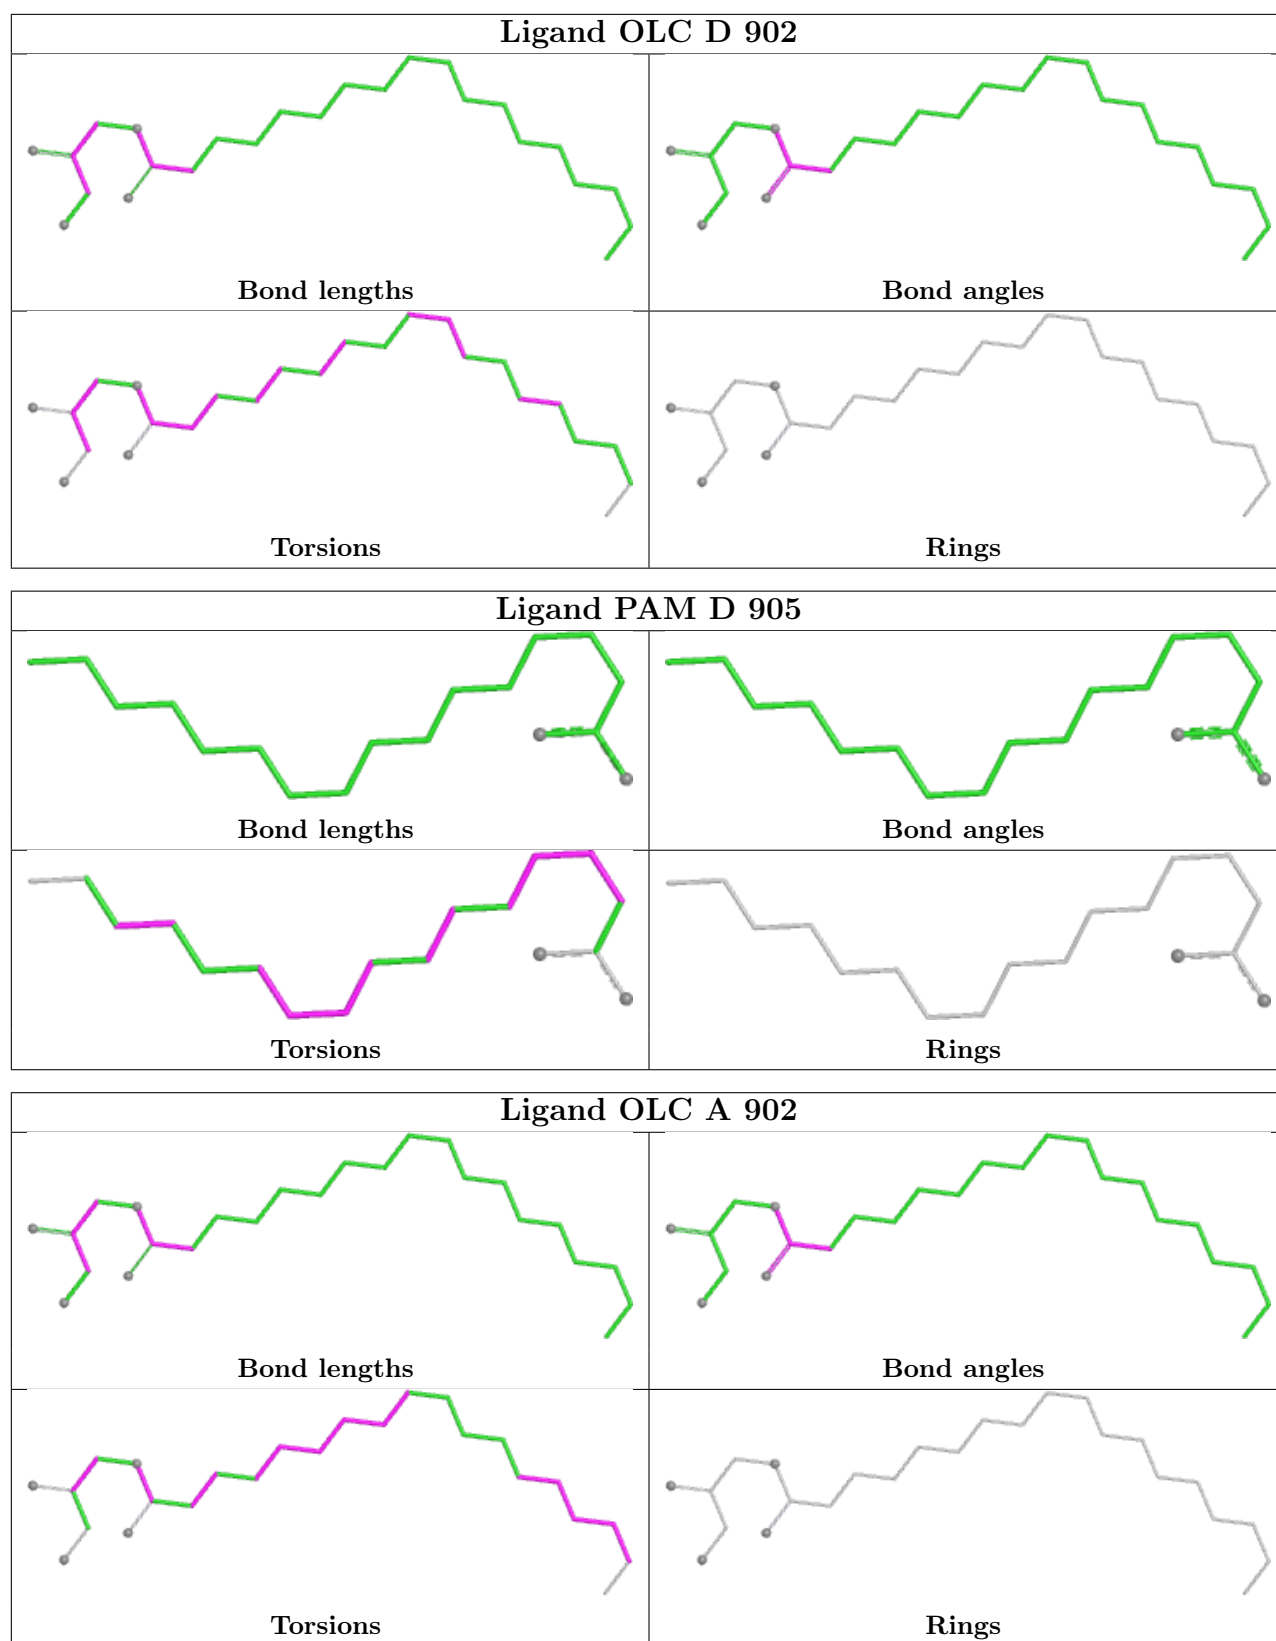 Ligand OLC D 902
Bond lengths
Bond angles
Torsions
Rings
Ligand PAM D 905
Bond lengths
Bond angles
Torsions
Rings
Ligand OLC A 902
Bond lengths
Bond angles
Torsions
Rings